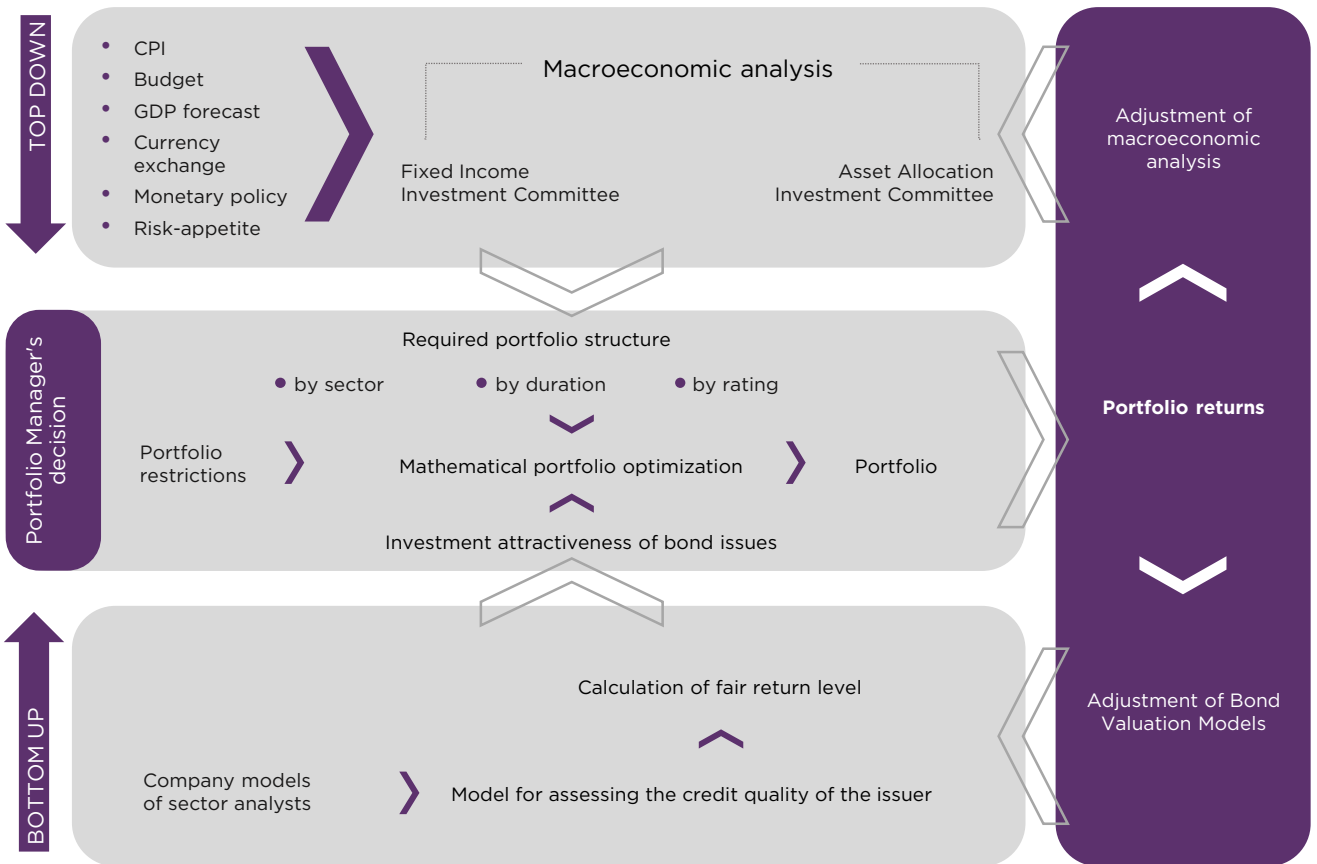 TOP DOWN
• CPI
• Budget
• GDP forecast
• Currency
exchange
• Monetary policy
• Risk-appetite
Macroeconomic analysis
Fixed Income
Investment Committee
Asset Allocation
Investment Committee
Adjustment of
macroeconomic
analysis
Portfolio Manager's
decision
Required portfolio structure
• by sector
• by duration
• by rating
Portfolio
restrictions
Mathematical portfolio optimization
Portfolio
Investment attractiveness of bond issues
Portfolio returns
BOTTOM UP
Calculation of fair return level
Company models
of sector analysts
Model for assessing the credit quality of the issuer
Adjustment of Bond
Valuation Models